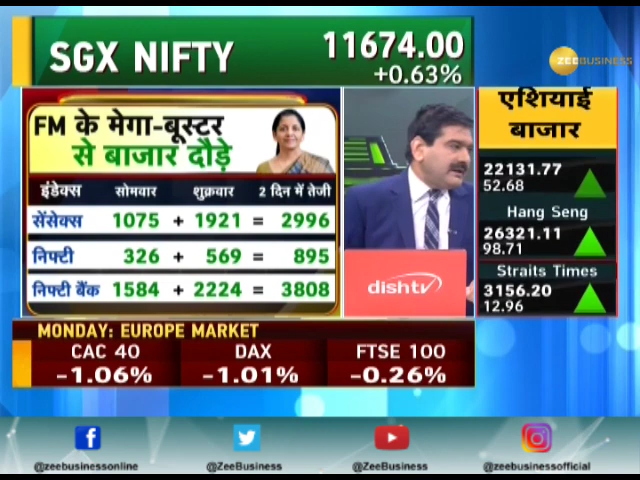 SGX NIFTY
11674.00
+0.63%
ZEEBUSINESS
FM के मेगा-बूस्टर
से बाजार दौड़े
इंडेक्स सोमवार शुक्रवार 2 दिन में तेजी
सेंसेक्स 1075 + 1921 = 2996
निफ्टी 326 + 569 = 895
निफ्टी बैंक 1584 + 2224 = 3808
dishtv
एशियाई
बाजार
22131.77
52.68
Hang Seng
26321.11
98.71
Straits Times
3156.20
12.96
MONDAY: EUROPE MARKET
CAC 40 DAX FTSE 100
-1.06% -1.01% -0.26%
@zeebusinessonline @ZeeBusiness @ZeeBusiness @zeebusinessofficial